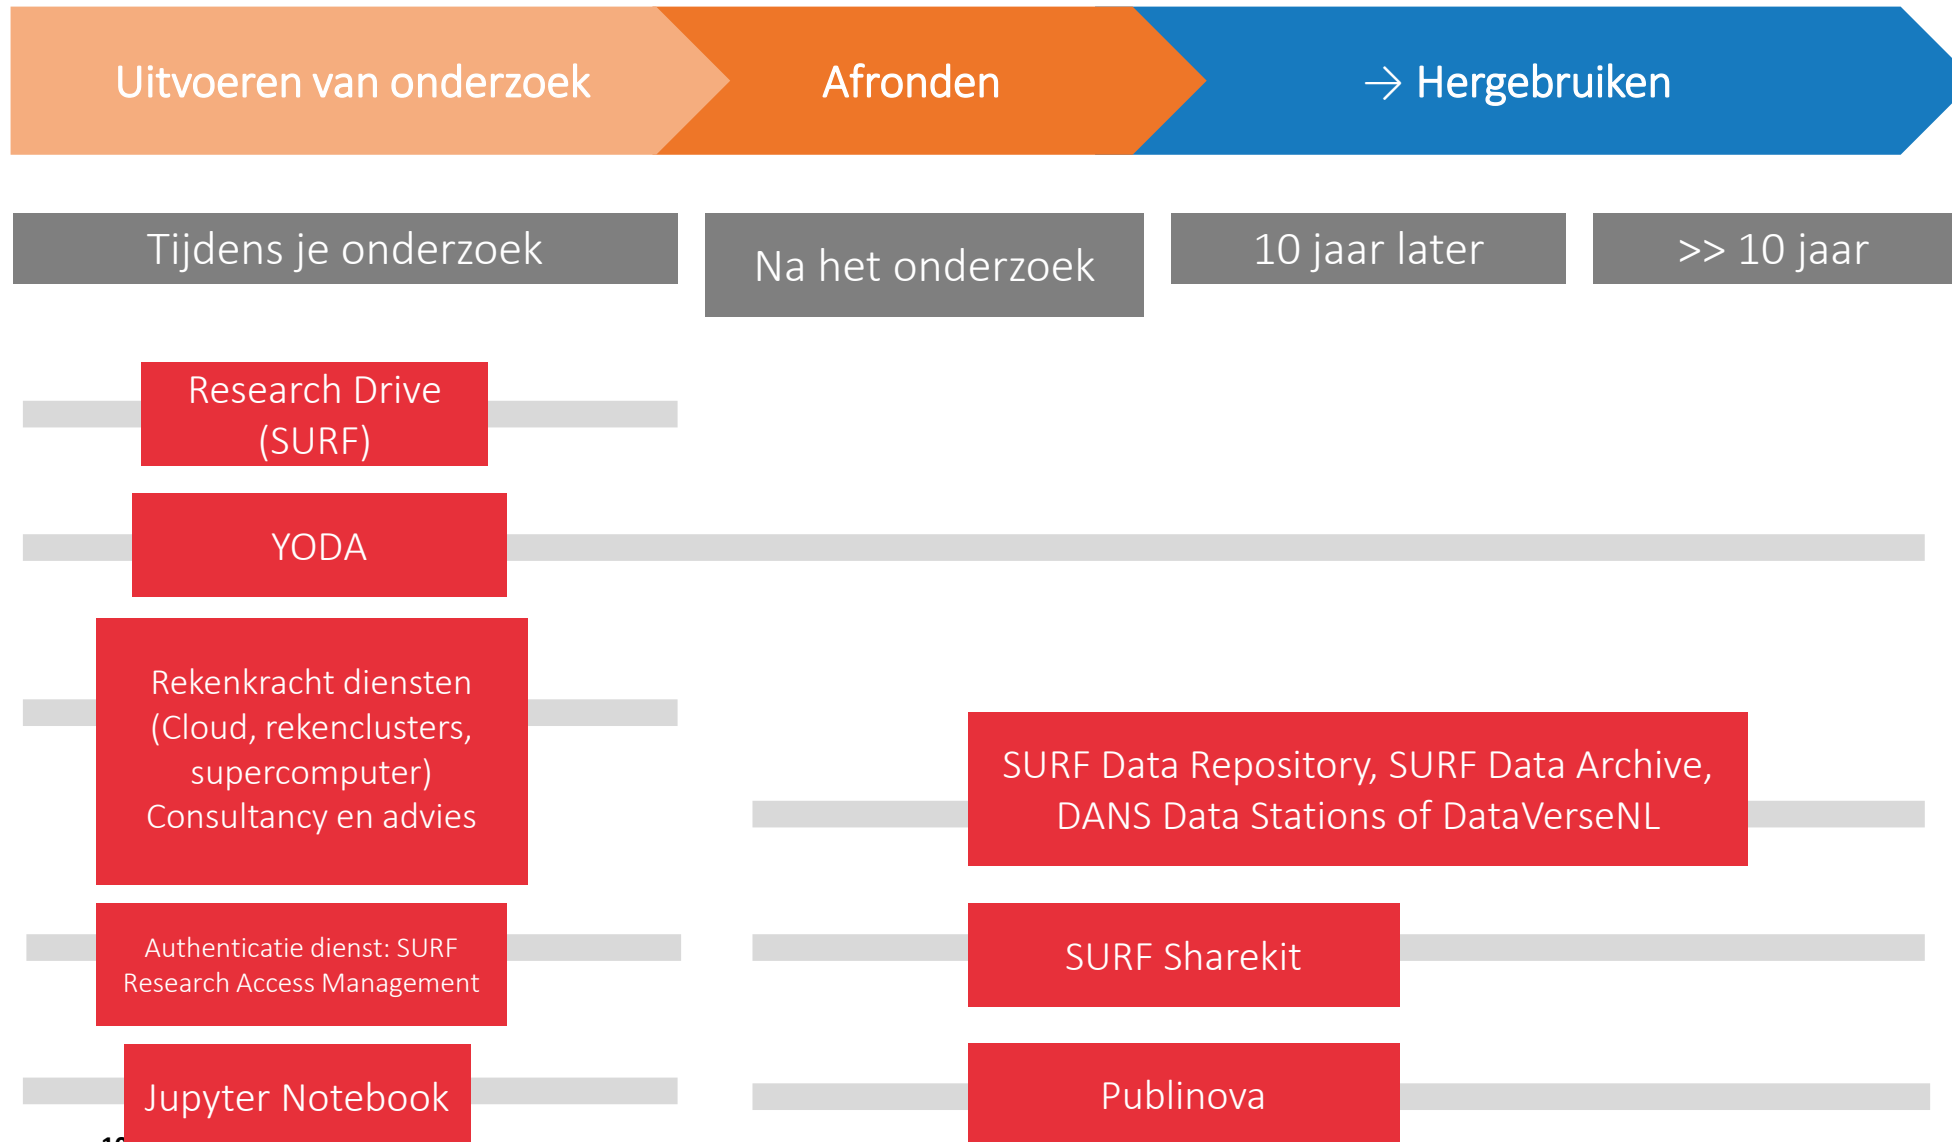 Uitvoeren van onderzoek
Afronden
→ Hergebruiken
Tijdens je onderzoek
Na het onderzoek
10 jaar later
>> 10 jaar
Research Drive
(SURF)
YODA
Rekenkracht diensten
(Cloud, rekenclusters,
supercomputer)
Consultancy en advies
SURF Data Repository, SURF Data Archive,
DANS Data Stations of DataVerseNL
Authenticatie dienst: SURF
Research Access Management
SURF Sharekit
Jupyter Notebook
Publinova